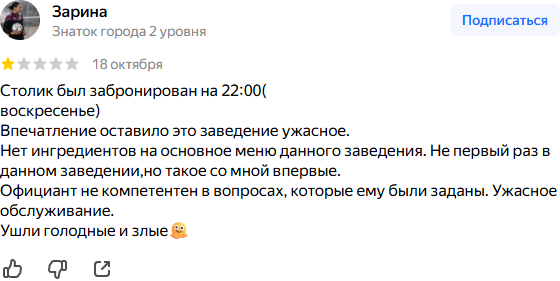 Зарина
Знаток города 2 уровня
Подписаться
18 октября
Столик был забронирован на 22:00(
воскресенье)
Впечатление оставило это заведение ужасное.
Нет ингредиентов на основное меню данного заведения. Не первый раз в
данном заведении,но такое со мной впервые.
Официант не компетентен в вопросах, которые ему были заданы. Ужасное
обслуживание.
Ушли голодные и злые🫠